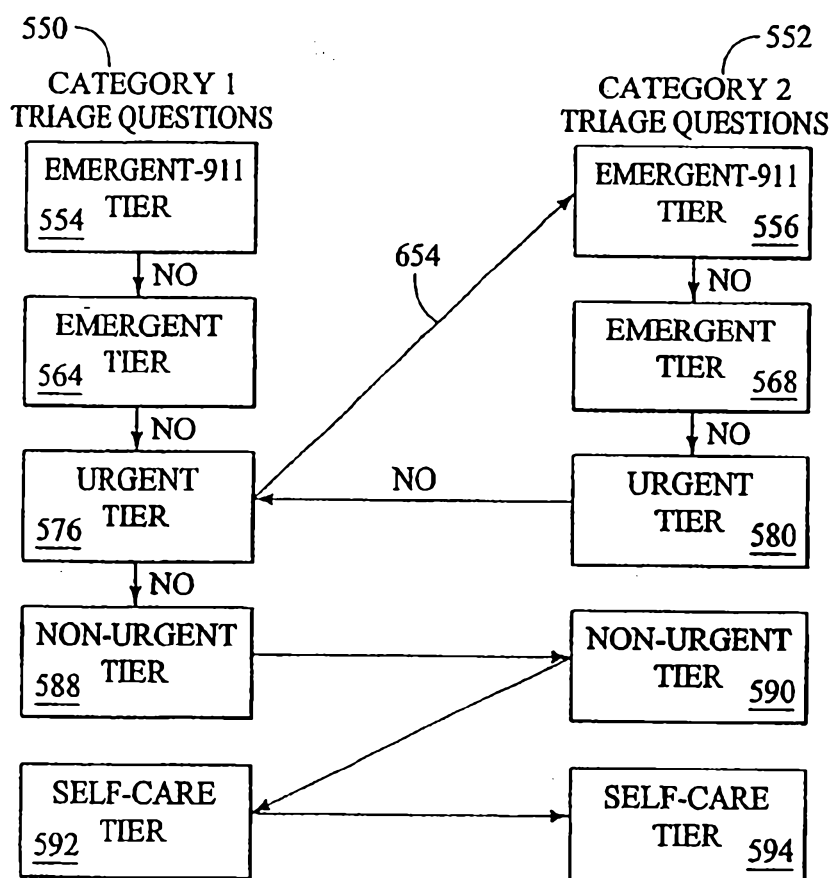 550
552
CATEGORY 1
TRIAGE QUESTIONS
CATEGORY 2
TRIAGE QUESTIONS
EMERGENT-911
TIER
554
EMERGENT-911
TIER
556
654
NO
NO
EMERGENT
TIER
564
EMERGENT
TIER
568
NO
NO
URGENT
TIER
576
NO
URGENT
TIER
580
NO
NON-URGENT
TIER
588
NON-URGENT
TIER
590
SELF-CARE
TIER
592
SELF-CARE
TIER
594